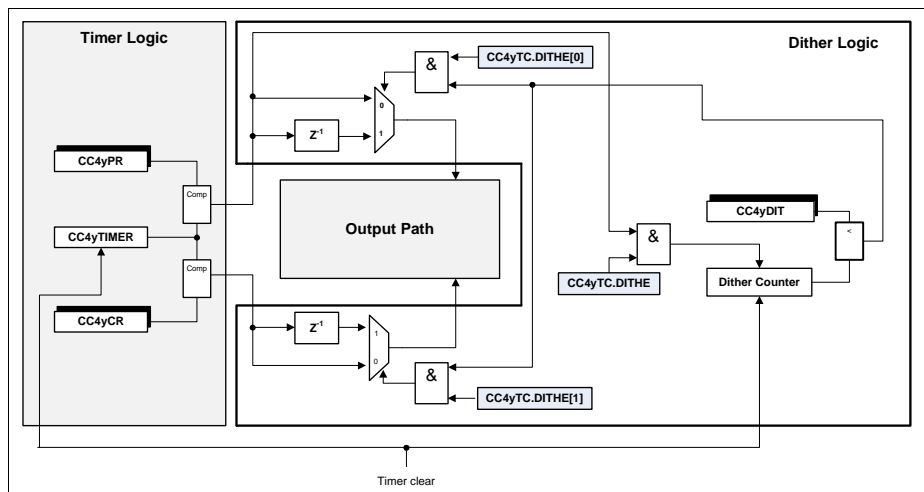 Timer Logic
Dither Logic
&
CC4yTC.DITHE[0]
0
1
Z-1
CC4yPR
Comp
CC4yTIMER
Output Path
CC4yDIT
<
&
CC4yTC.DITHE
Dither Counter
Comp
CC4yCR
Z-1
1
0
&
CC4yTC.DITHE[1]
Timer clear